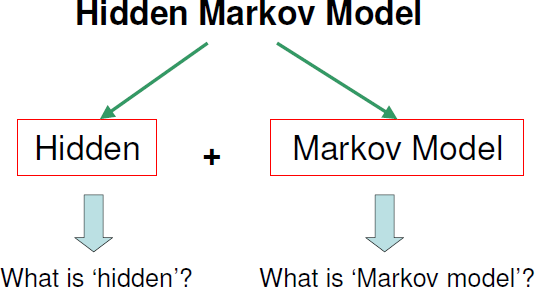 Hidden Markov Model
Hidden + Markov Model
What is ‘hidden’? What is ‘Markov model’?